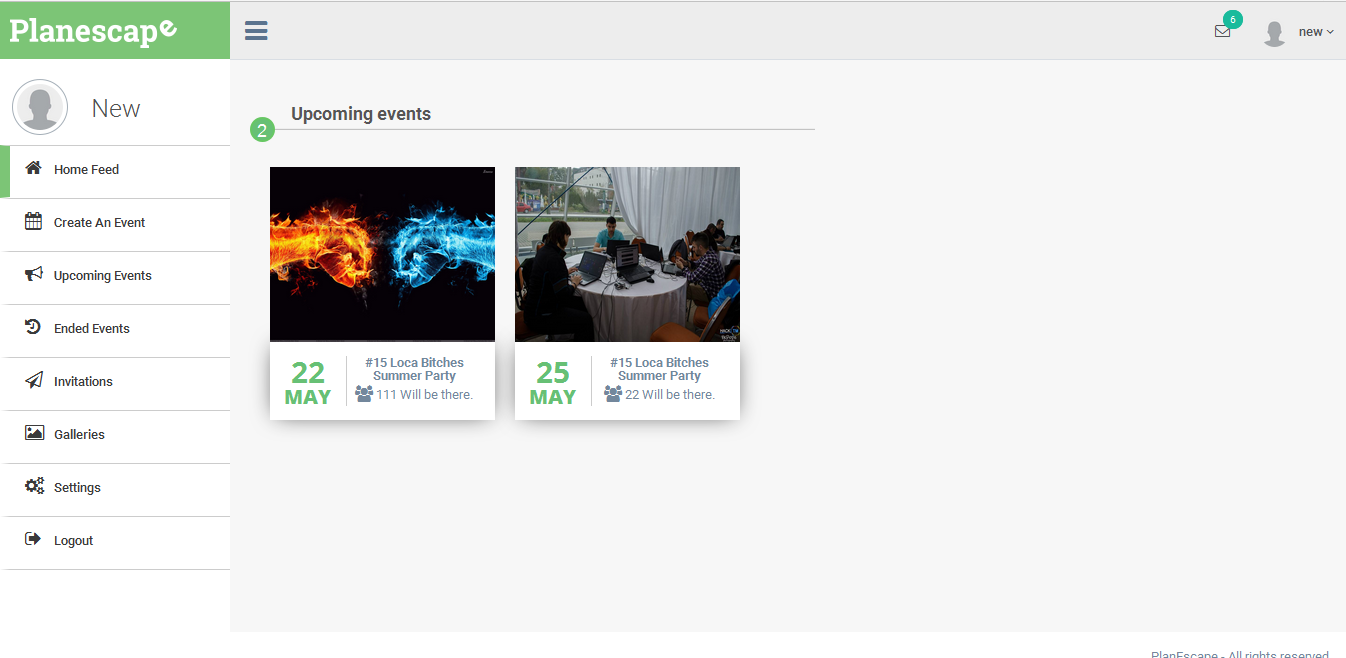 Planescape
6
new
New
Home Feed
Create An Event
Upcoming Events
Ended Events
Invitations
Galleries
Settings
Logout
Upcoming events
2
22
MAY
#15 Loca Bitches
Summer Party
111 Will be there.
25
MAY
#15 Loca Bitches
Summer Party
22 Will be there.
PlanEscape - All rights reserved